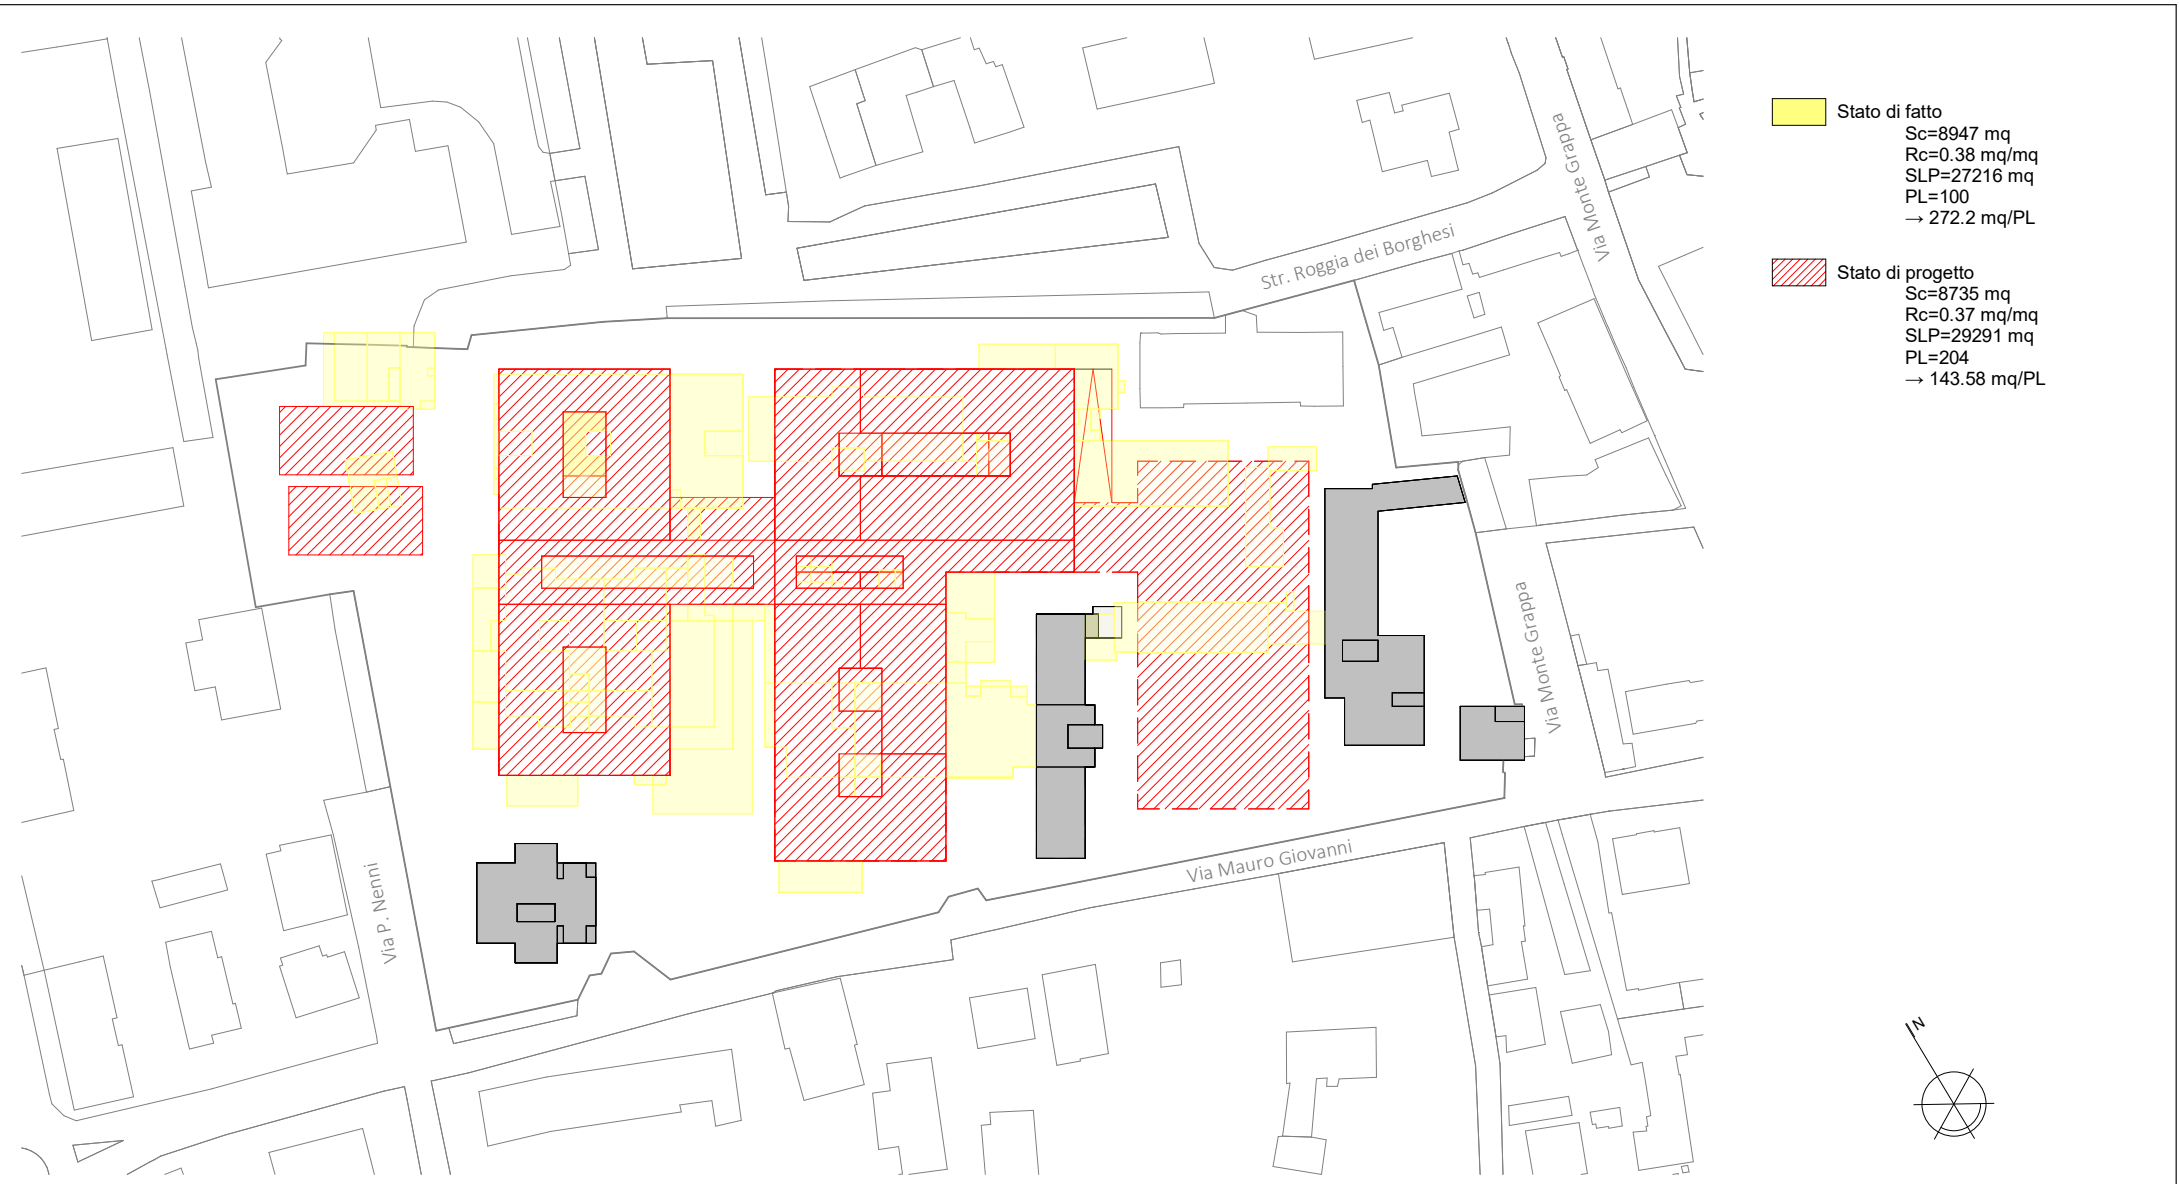 Stato di fatto
Sc=8947 mq
Rc=0.38 mq/mq
SLP=27216 mq
PL=100
→ 272.2 mq/PL
Stato di progetto
Sc=8735 mq
Rc=0.37 mq/mq
SLP=29291 mq
PL=204
→ 143.58 mq/PL
Via Monte Grappa
Str. Roggia dei Borghesi
Via Monte Grappa
Via Mauro Giovanni
Via P. Nenni
N